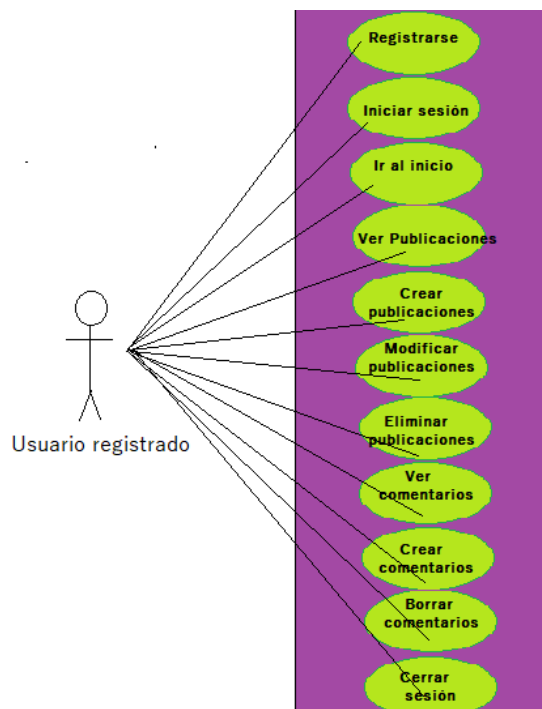 Registrarse
Iniciar sesión
Ir al inicio
Ver Publicaciones
Crear
publicaciones
Modificar
publicaciones
Eliminar
publicaciones
Ver
comentarios
Crear
comentarios
Borrar
comentarios
Cerrar
sesión
Usuario registrado